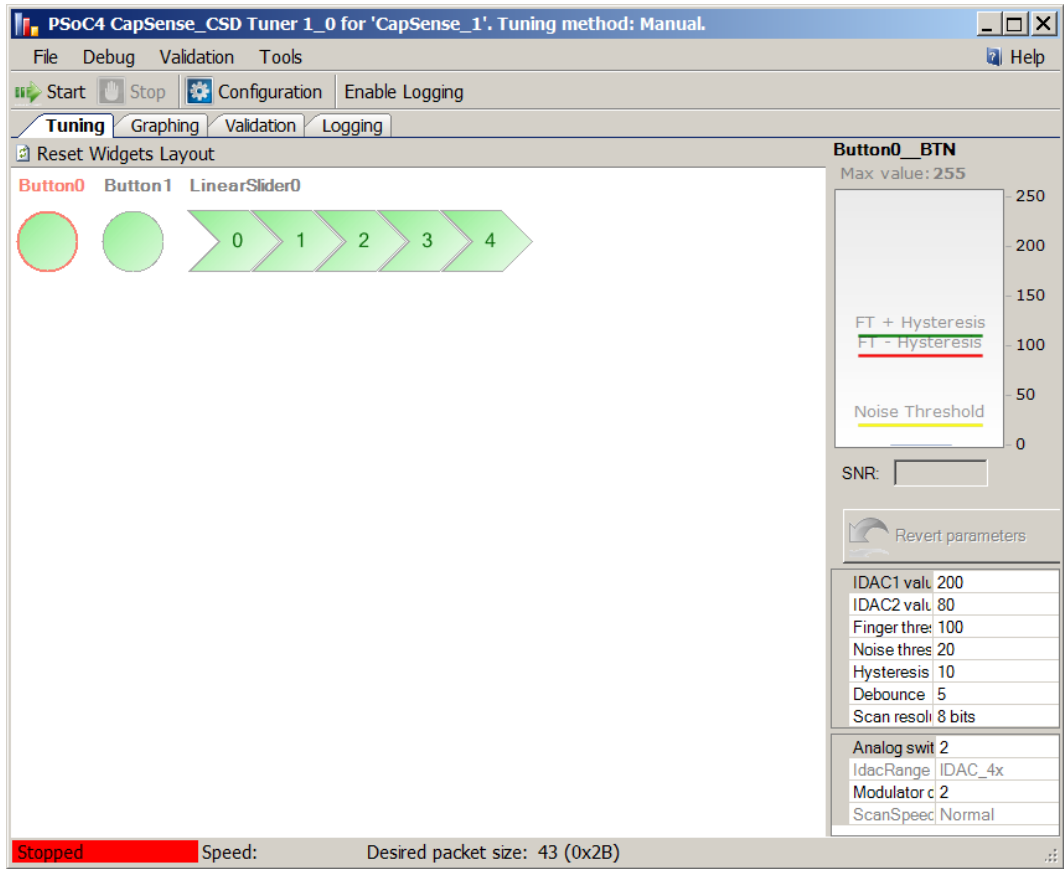 PSoC4 CapSense_CSD Tuner 1_0 for 'CapSense_1'. Tuning method: Manual.
File Debug Validation Tools Help
Start Stop Configuration Enable Logging
Tuning Graphing Validation Logging
Reset Widgets Layout
Button0 Button1 LinearSlider0
0 1 2 3 4
Button0__BTN
Max value: 255
250
200
150
FT + Hysteresis
FT - Hysteresis
100
50
Noise Threshold
0
SNR:
Revert parameters
IDAC1 valu 200
IDAC2 valu 80
Finger thres 100
Noise thres 20
Hysteresis 10
Debounce 5
Scan resolu 8 bits
Analog swit 2
IdacRange IDAC_4x
Modulator c 2
ScanSpeed Normal
Stopped Speed: Desired packet size: 43 (0x2B)